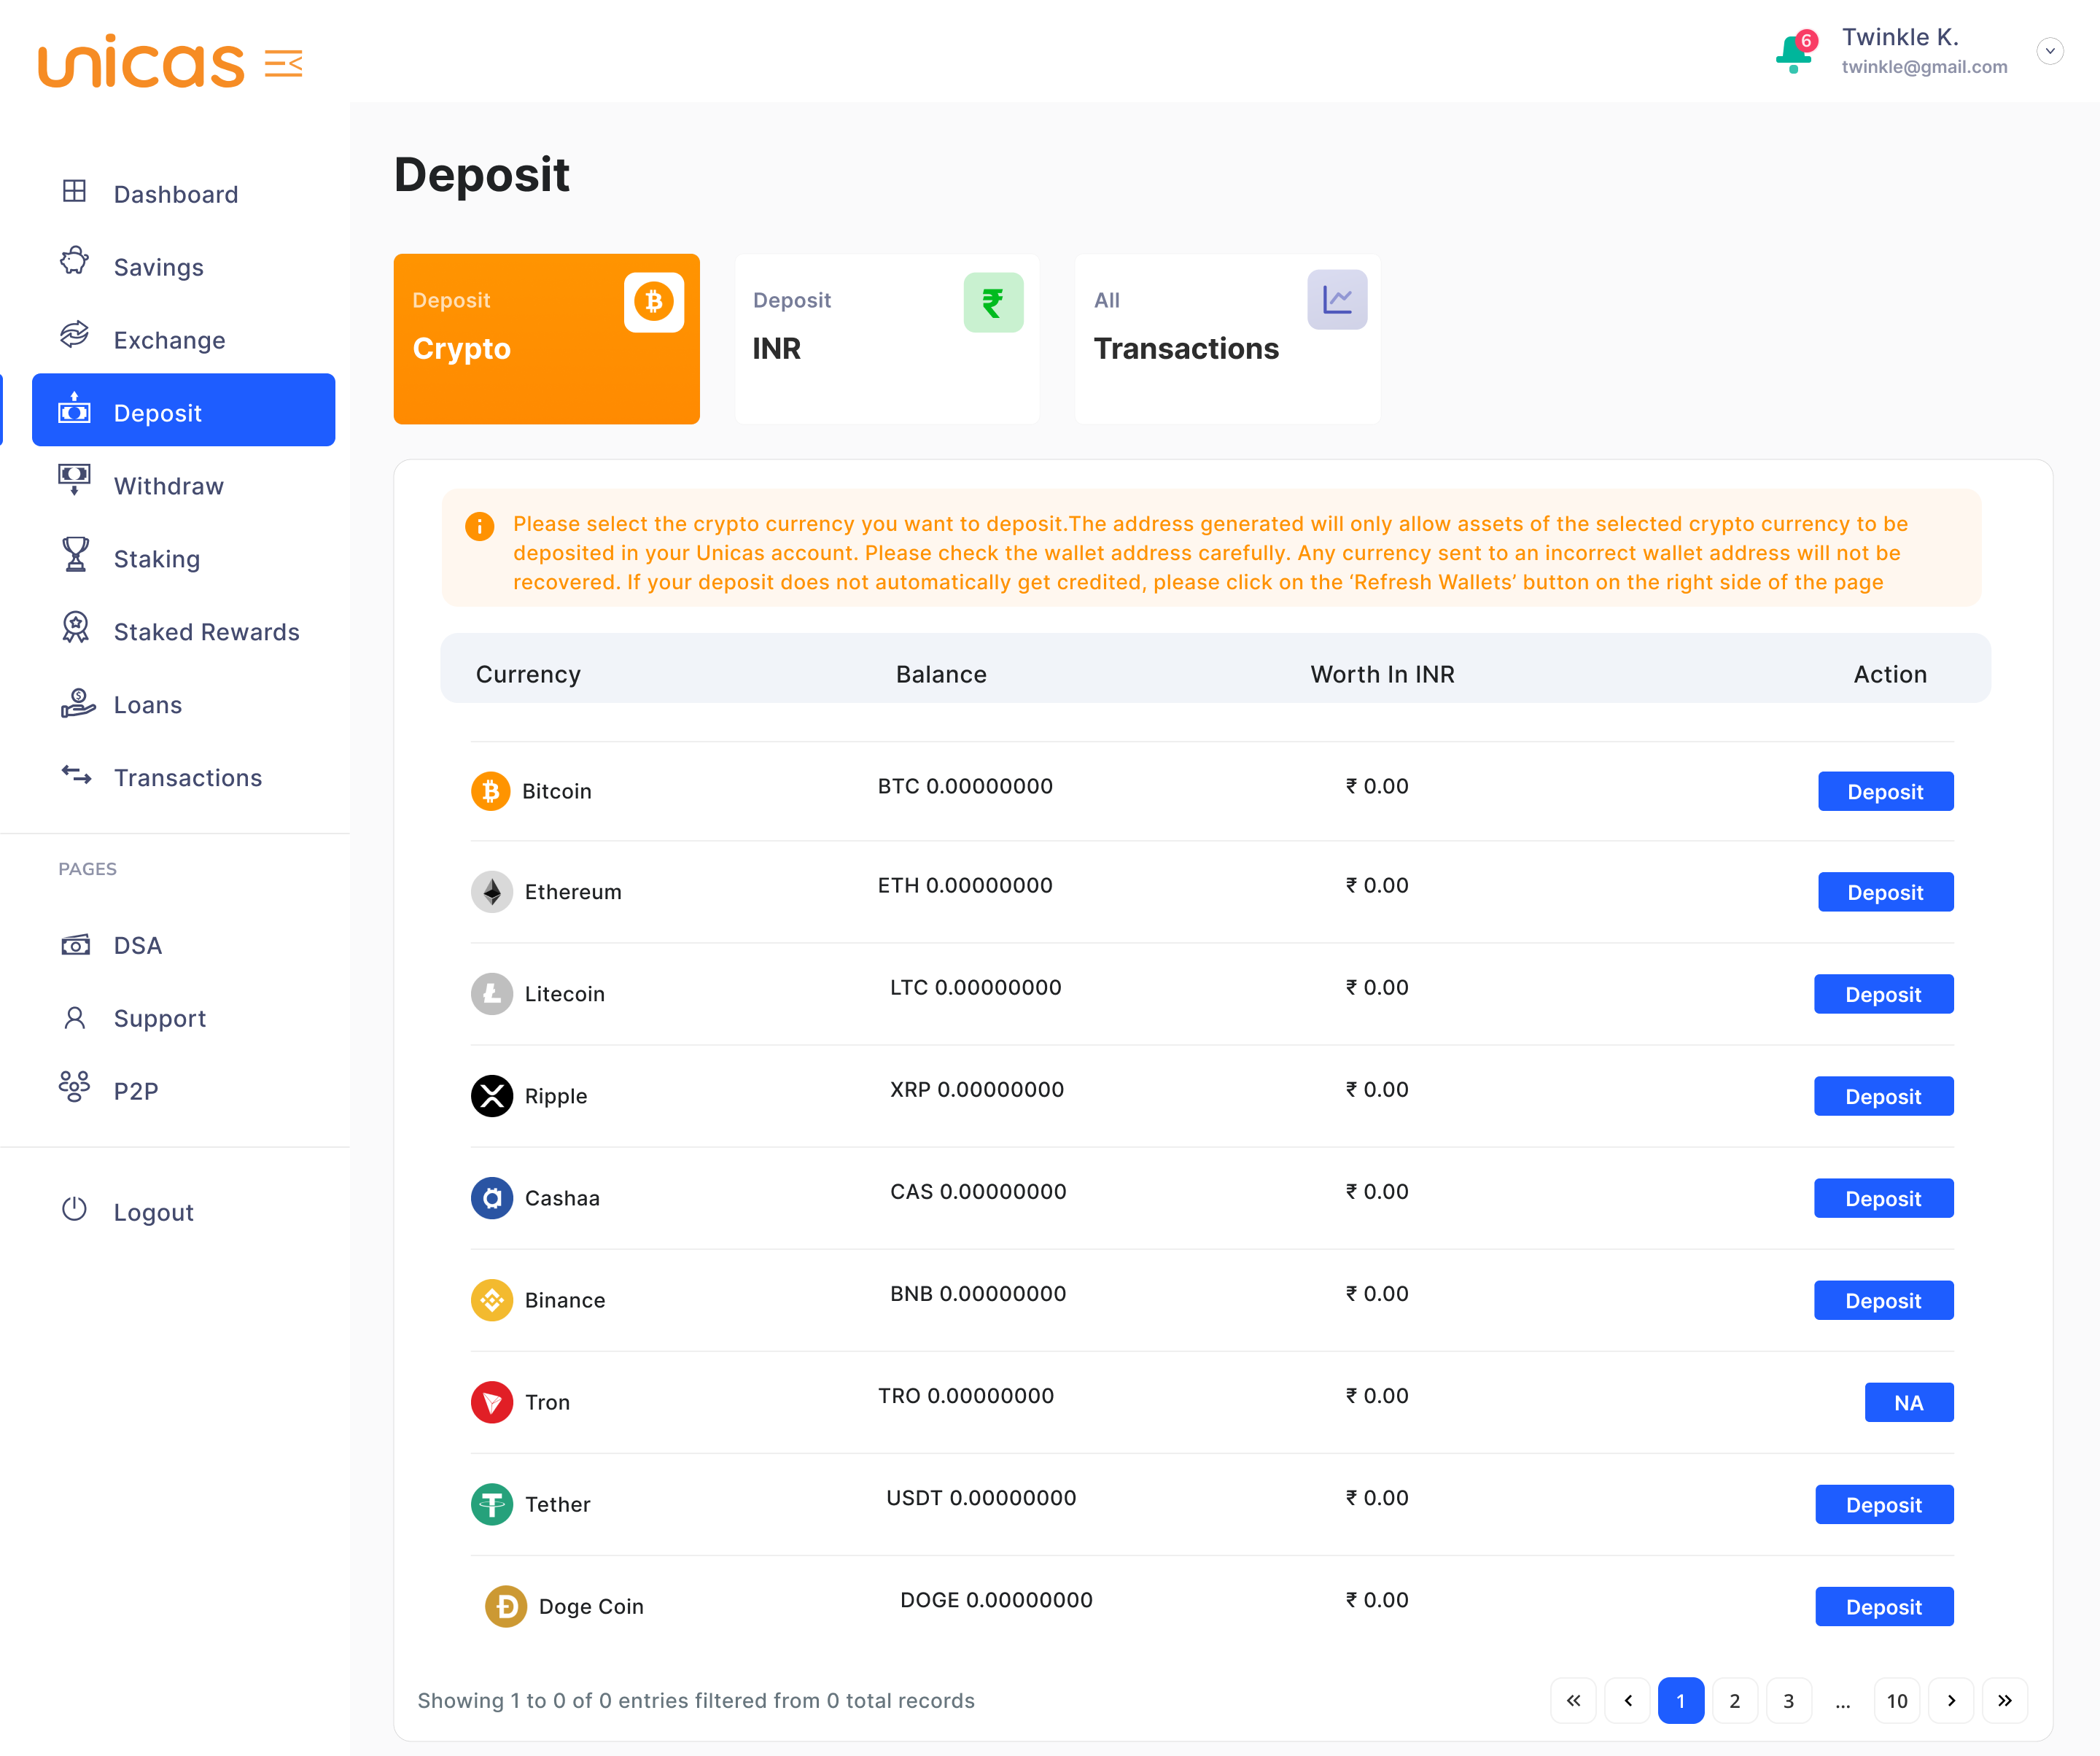 unicas
6
Twinkle K.
twinkle@gmail.com
Dashboard
Savings
Exchange
Deposit
Withdraw
Staking
Staked Rewards
Loans
Transactions
PAGES
DSA
Support
P2P
Logout
Deposit
Deposit
Crypto
Deposit
INR
₹
All
Transactions
Please select the crypto currency you want to deposit.The address generated will only allow assets of the selected crypto currency to be
deposited in your Unicas account. Please check the wallet address carefully. Any currency sent to an incorrect wallet address will not be
recovered. If your deposit does not automatically get credited, please click on the ‘Refresh Wallets’ button on the right side of the page
Currency Balance Worth In INR Action
Bitcoin BTC 0.00000000 ₹ 0.00 Deposit
Ethereum ETH 0.00000000 ₹ 0.00 Deposit
Litecoin LTC 0.00000000 ₹ 0.00 Deposit
Ripple XRP 0.00000000 ₹ 0.00 Deposit
Cashaa CAS 0.00000000 ₹ 0.00 Deposit
Binance BNB 0.00000000 ₹ 0.00 Deposit
Tron TRO 0.00000000 ₹ 0.00 NA
Tether USDT 0.00000000 ₹ 0.00 Deposit
Doge Coin DOGE 0.00000000 ₹ 0.00 Deposit
Showing 1 to 0 of 0 entries filtered from 0 total records
« ‹ 1 2 3 ... 10 › »